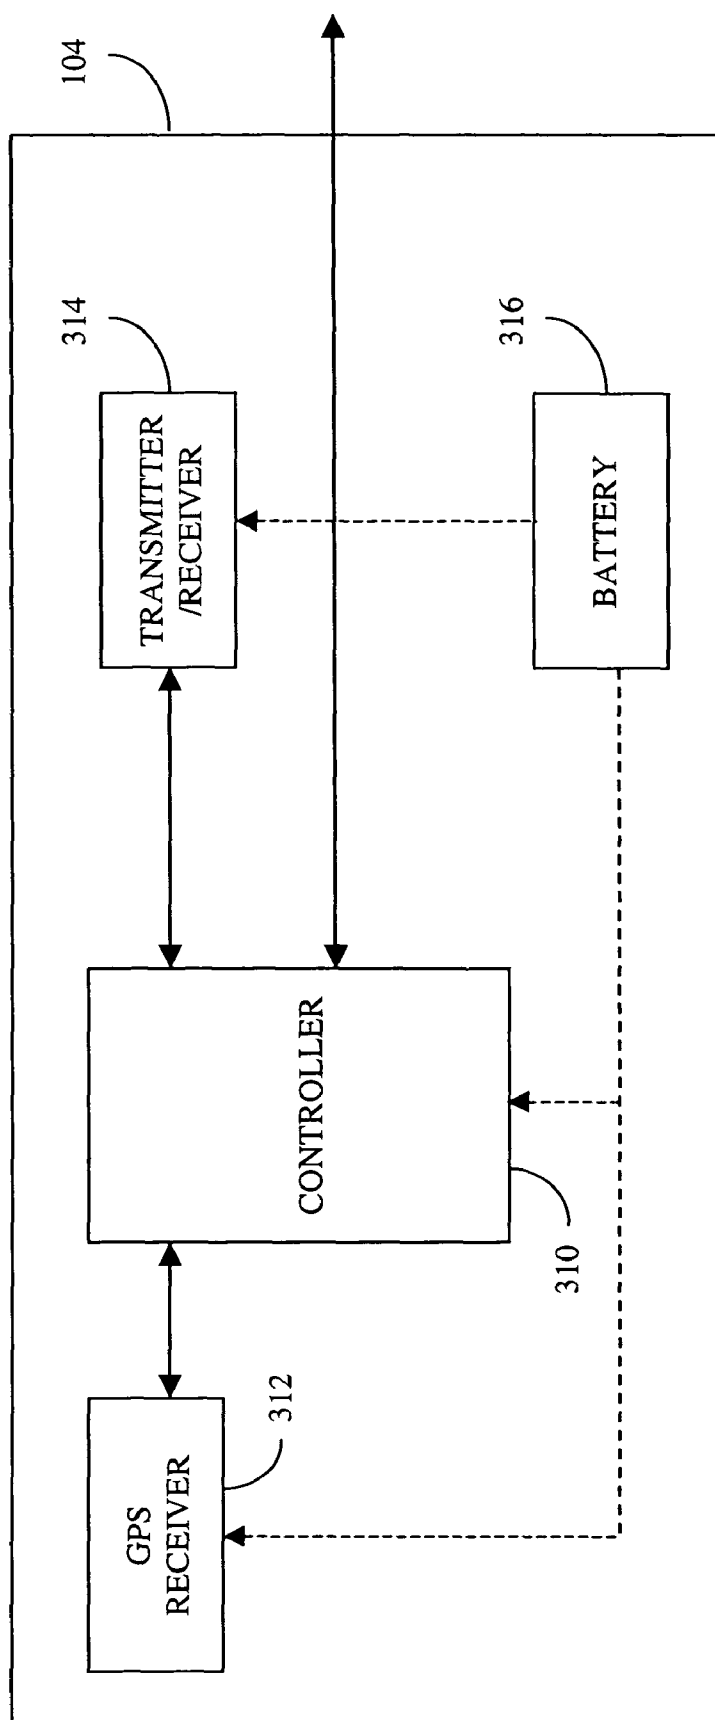 104
314
TRANSMITTER
/RECEIVER
316
BATTERY
CONTROLLER
310
312
GPS
RECEIVER